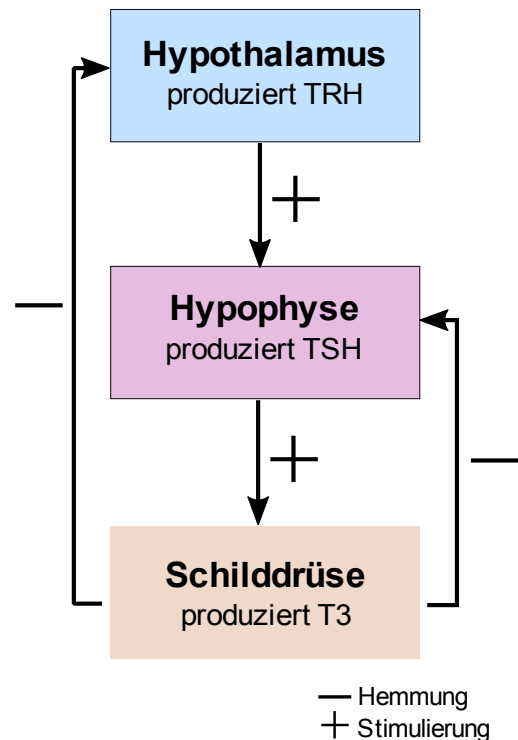 Hypothalamus
produziert TRH
+
—
Hypophyse
produziert TSH
+
—
Schilddrüse
produziert T3
— Hemmung
+ Stimulierung